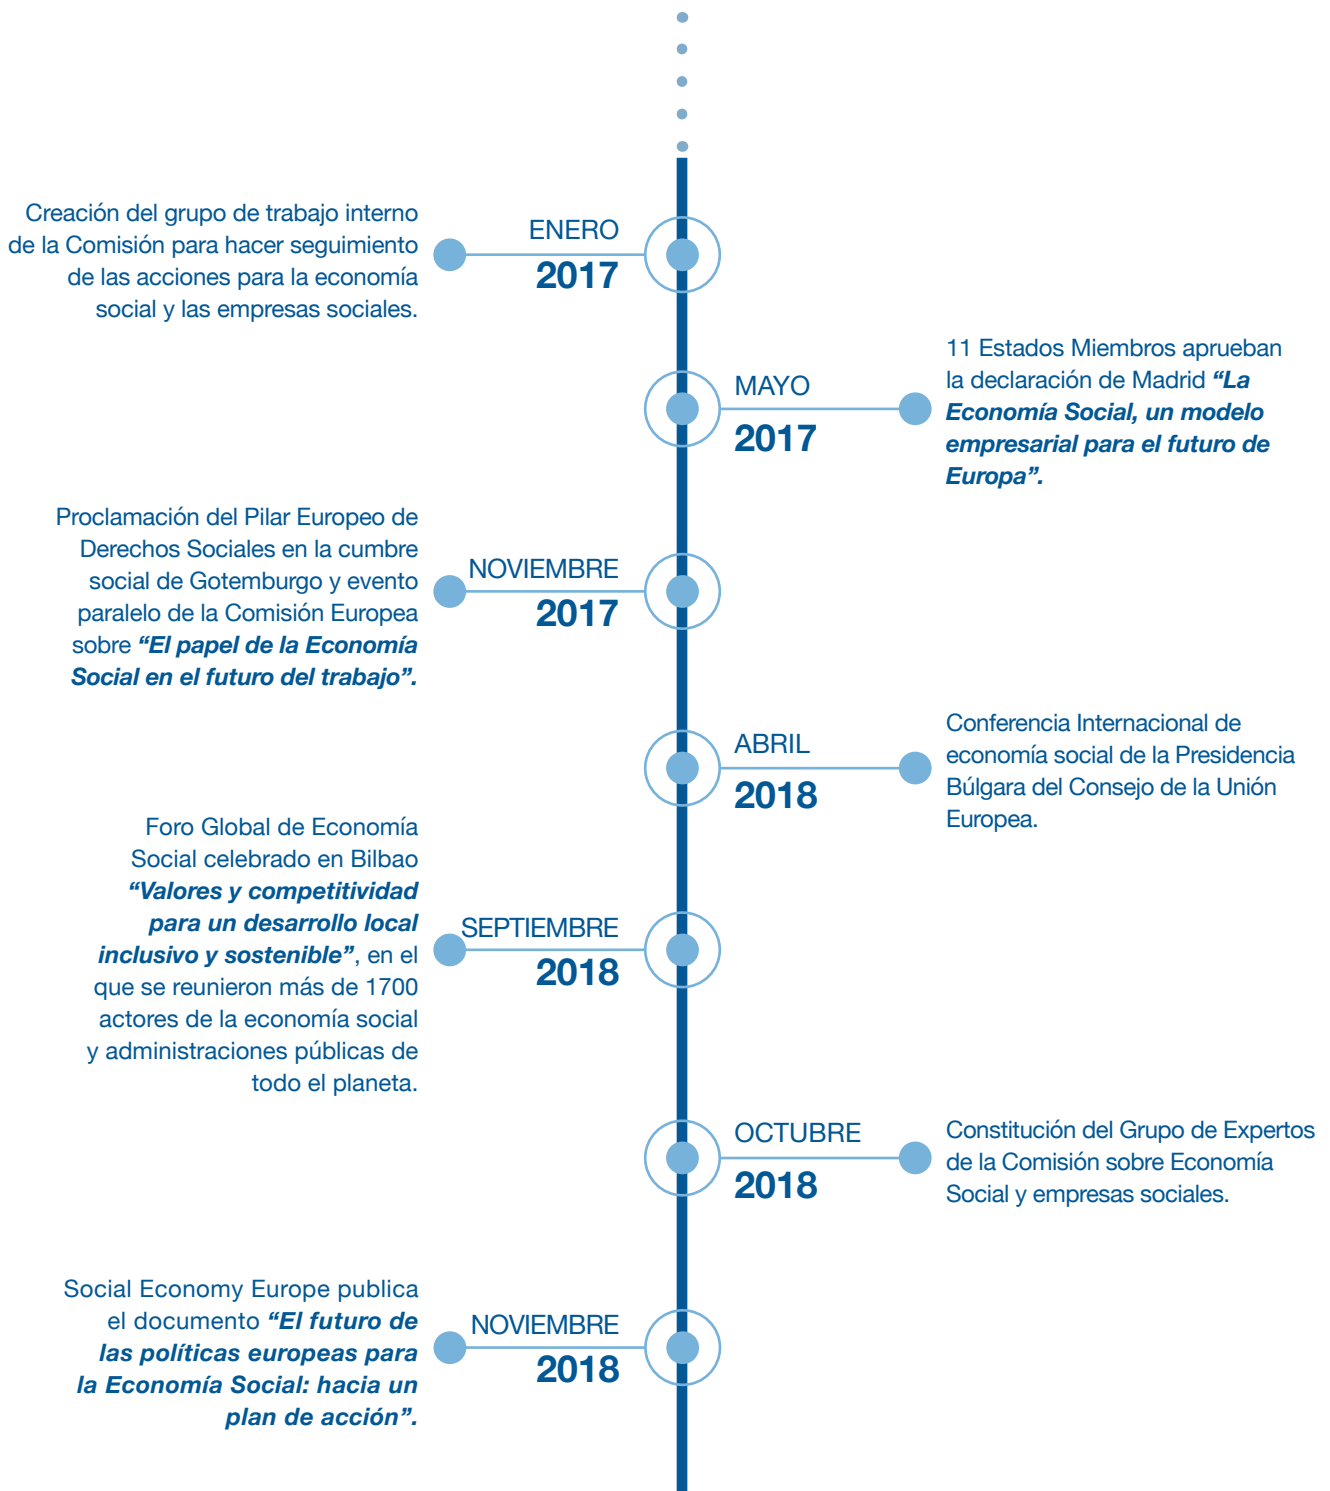 Creación del grupo de trabajo interno
de la Comisión para hacer seguimiento
de las acciones para la economía
social y las empresas sociales.
ENERO
2017
MAYO
2017
11 Estados Miembros aprueban
la declaración de Madrid “La
Economía Social, un modelo
empresarial para el futuro de
Europa”.
Proclamación del Pilar Europeo de
Derechos Sociales en la cumbre
social de Gotemburgo y evento
paralelo de la Comisión Europea
sobre “El papel de la Economía
Social en el futuro del trabajo”.
NOVIEMBRE
2017
ABRIL
2018
Conferencia Internacional de
economía social de la Presidencia
Búlgara del Consejo de la Unión
Europea.
Foro Global de Economía
Social celebrado en Bilbao
“Valores y competitividad
para un desarrollo local
inclusivo y sostenible”, en el
que se reunieron más de 1700
actores de la economía social
y administraciones públicas de
todo el planeta.
SEPTIEMBRE
2018
OCTUBRE
2018
Constitución del Grupo de Expertos
de la Comisión sobre Economía
Social y empresas sociales.
Social Economy Europe publica
el documento “El futuro de
las políticas europeas para
la Economía Social: hacia un
plan de acción”.
NOVIEMBRE
2018